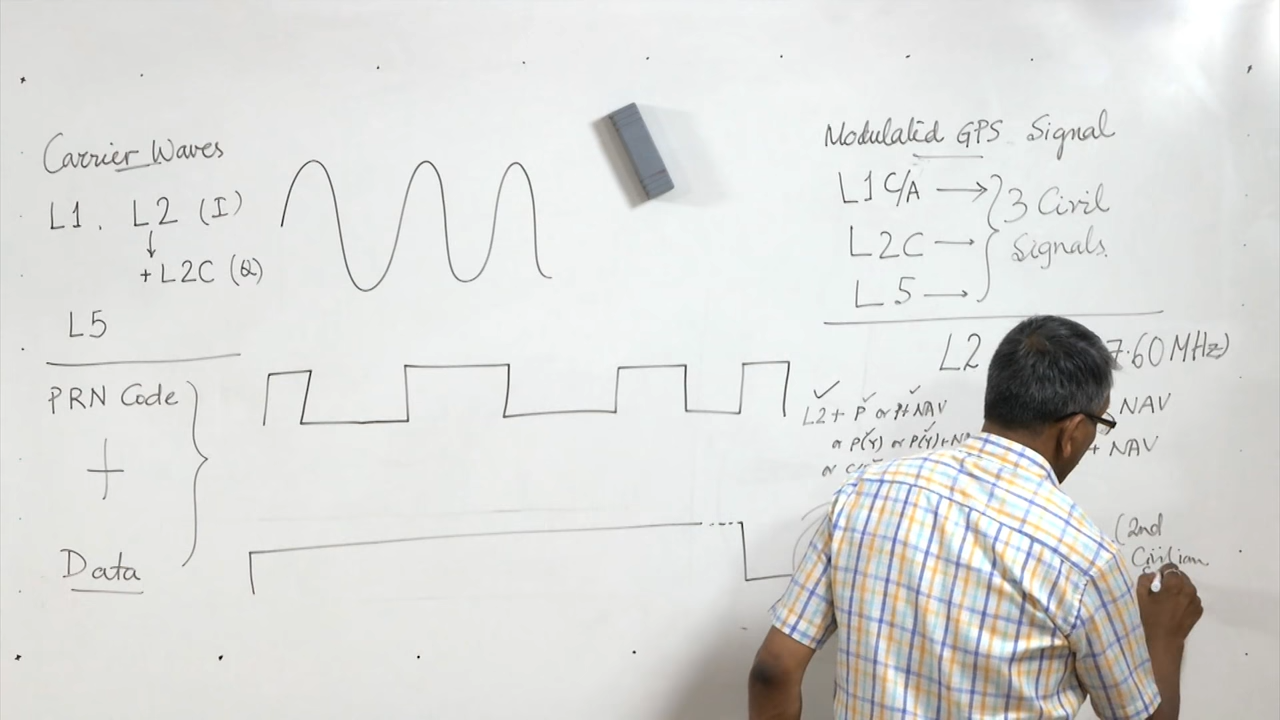 Carrier Waves
L1, L2 (I)
↓
+ L2C (Q)
L5
PRN Code
+
Data
Modulated GPS Signal
L1 C/A →
L2C →
L5 →
3 Civil
Signals.
L2
7.60 MHz)
L2 + P or P+ NAV
or P(Y) or P(Y)+
or
NAV
+ NAV
(2nd
Civilian